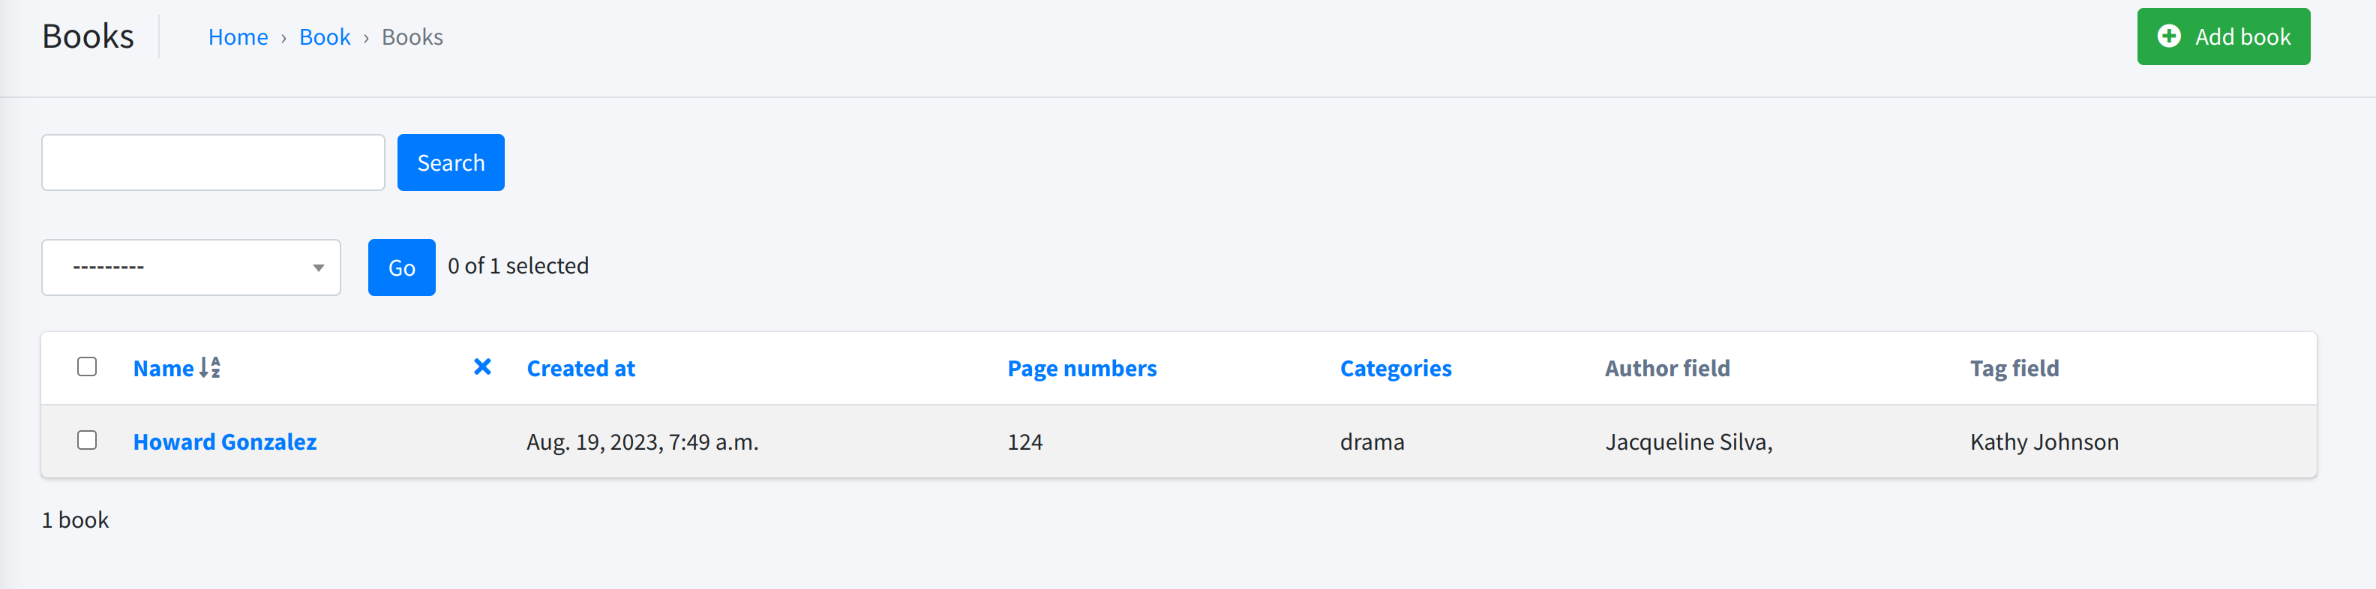 Books
Home › Book › Books
Add book
Search
---------
Go
0 of 1 selected
Name Created at Page numbers Categories Author field Tag field
Howard Gonzalez Aug. 19, 2023, 7:49 a.m. 124 drama Jacqueline Silva, Kathy Johnson
1 book